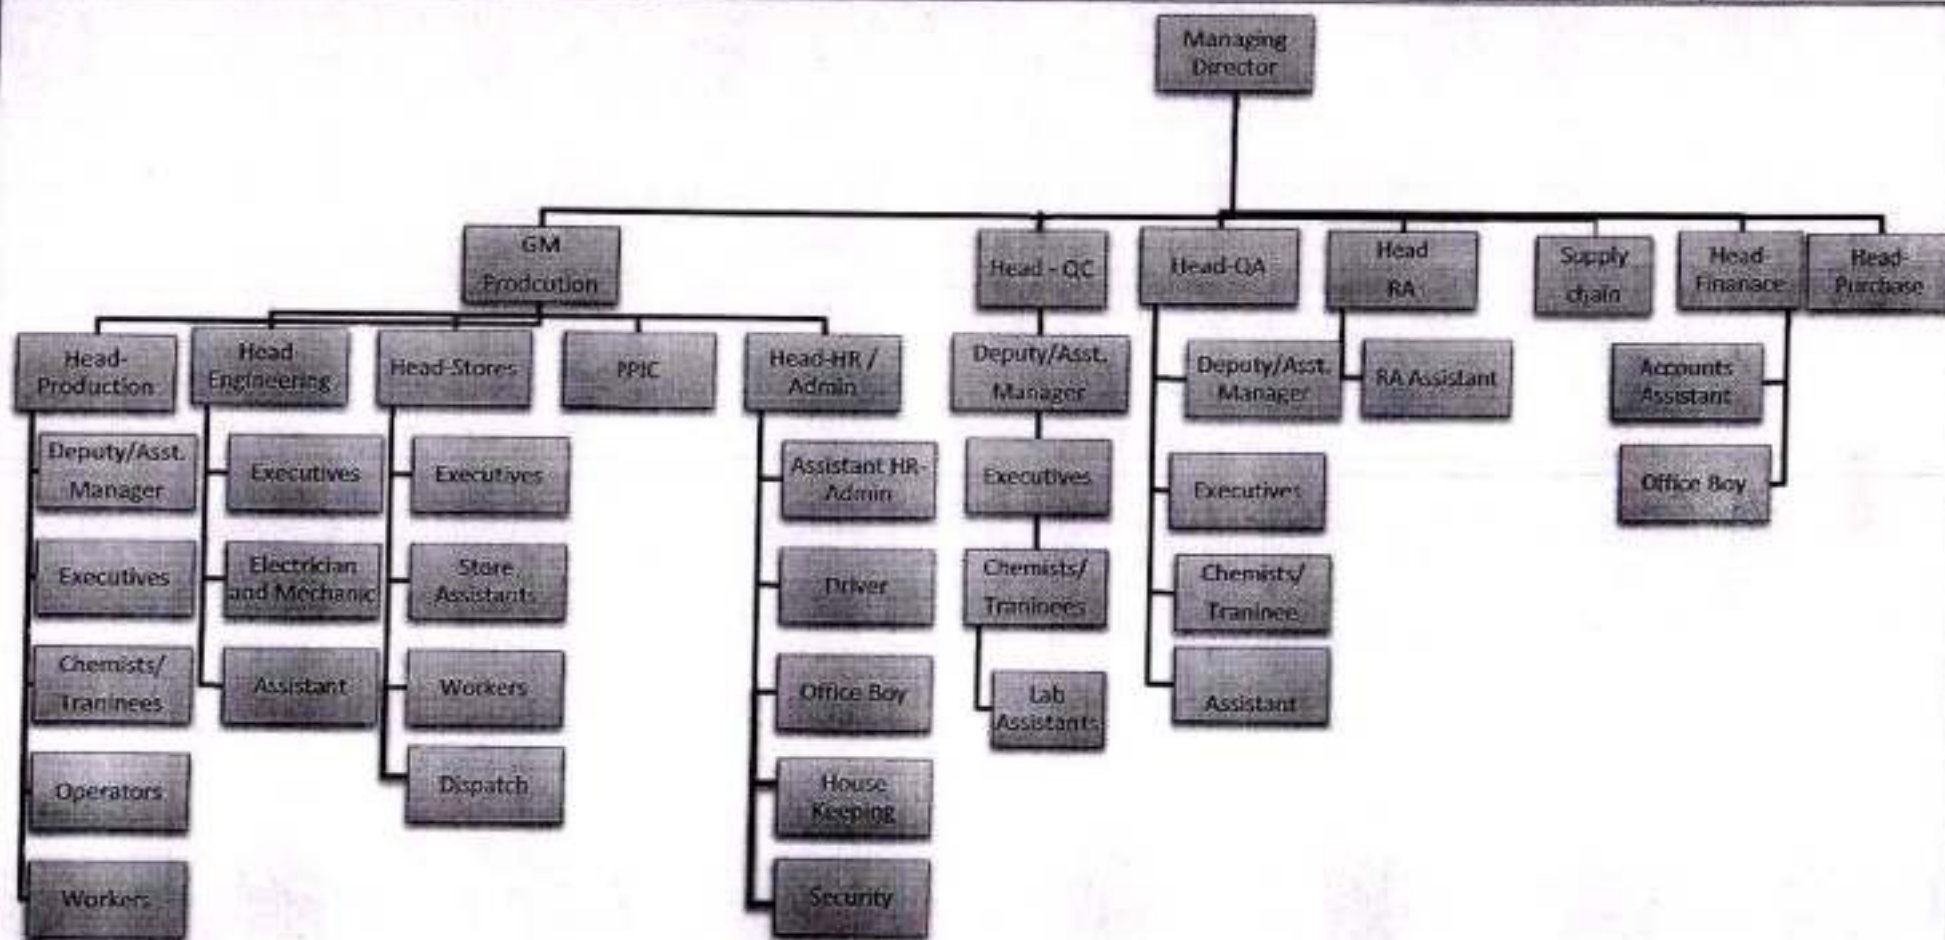 Managing
Director
GM
Prodcution
Head - QC
Head-QA
Head
RA
Supply
chain
Head-
Finanace
Head-
Purchase
Head-
Production
Head
Engineering
Head-Stores
PPIC
Head-HR /
Admin
Deputy/Asst.
Manager
Deputy/Asst.
Manager
RA Assistant
Accounts
Assistant
Deputy/Asst.
Manager
Executives
Executives
Assistant HR-
Admin
Executives
Executives
Office Boy
Executives
Electrician
and Mechanic
Store
Assistants
Driver
Chemists/
Traninees
Chemists/
Traninee
Chemists/
Traninees
Assistant
Workers
Office Boy
Lab
Assistants
Assistant
Operators
Dispatch
House
Keeping
Workers
Security